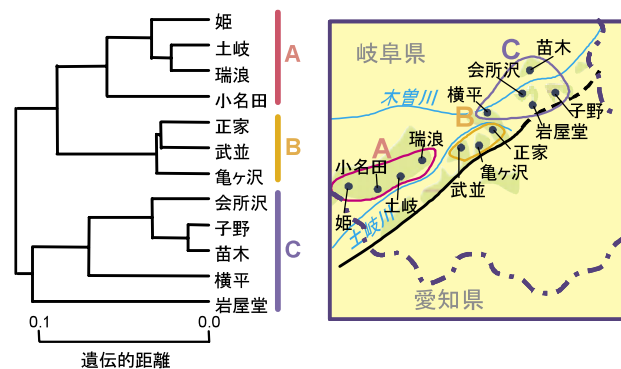 姫
土岐
瑞浪
小名田
A
正家
武並
亀ヶ沢
B
会所沢
子野
苗木
横平
岩屋堂
C
0.1
0.0
遺伝的距離
岐阜県
C
苗木
会所沢
木曽川
横平
子野
B
岩屋堂
瑞浪
正家
A
小名田
亀ヶ沢
武並
土岐
姫
土岐川
愛知県